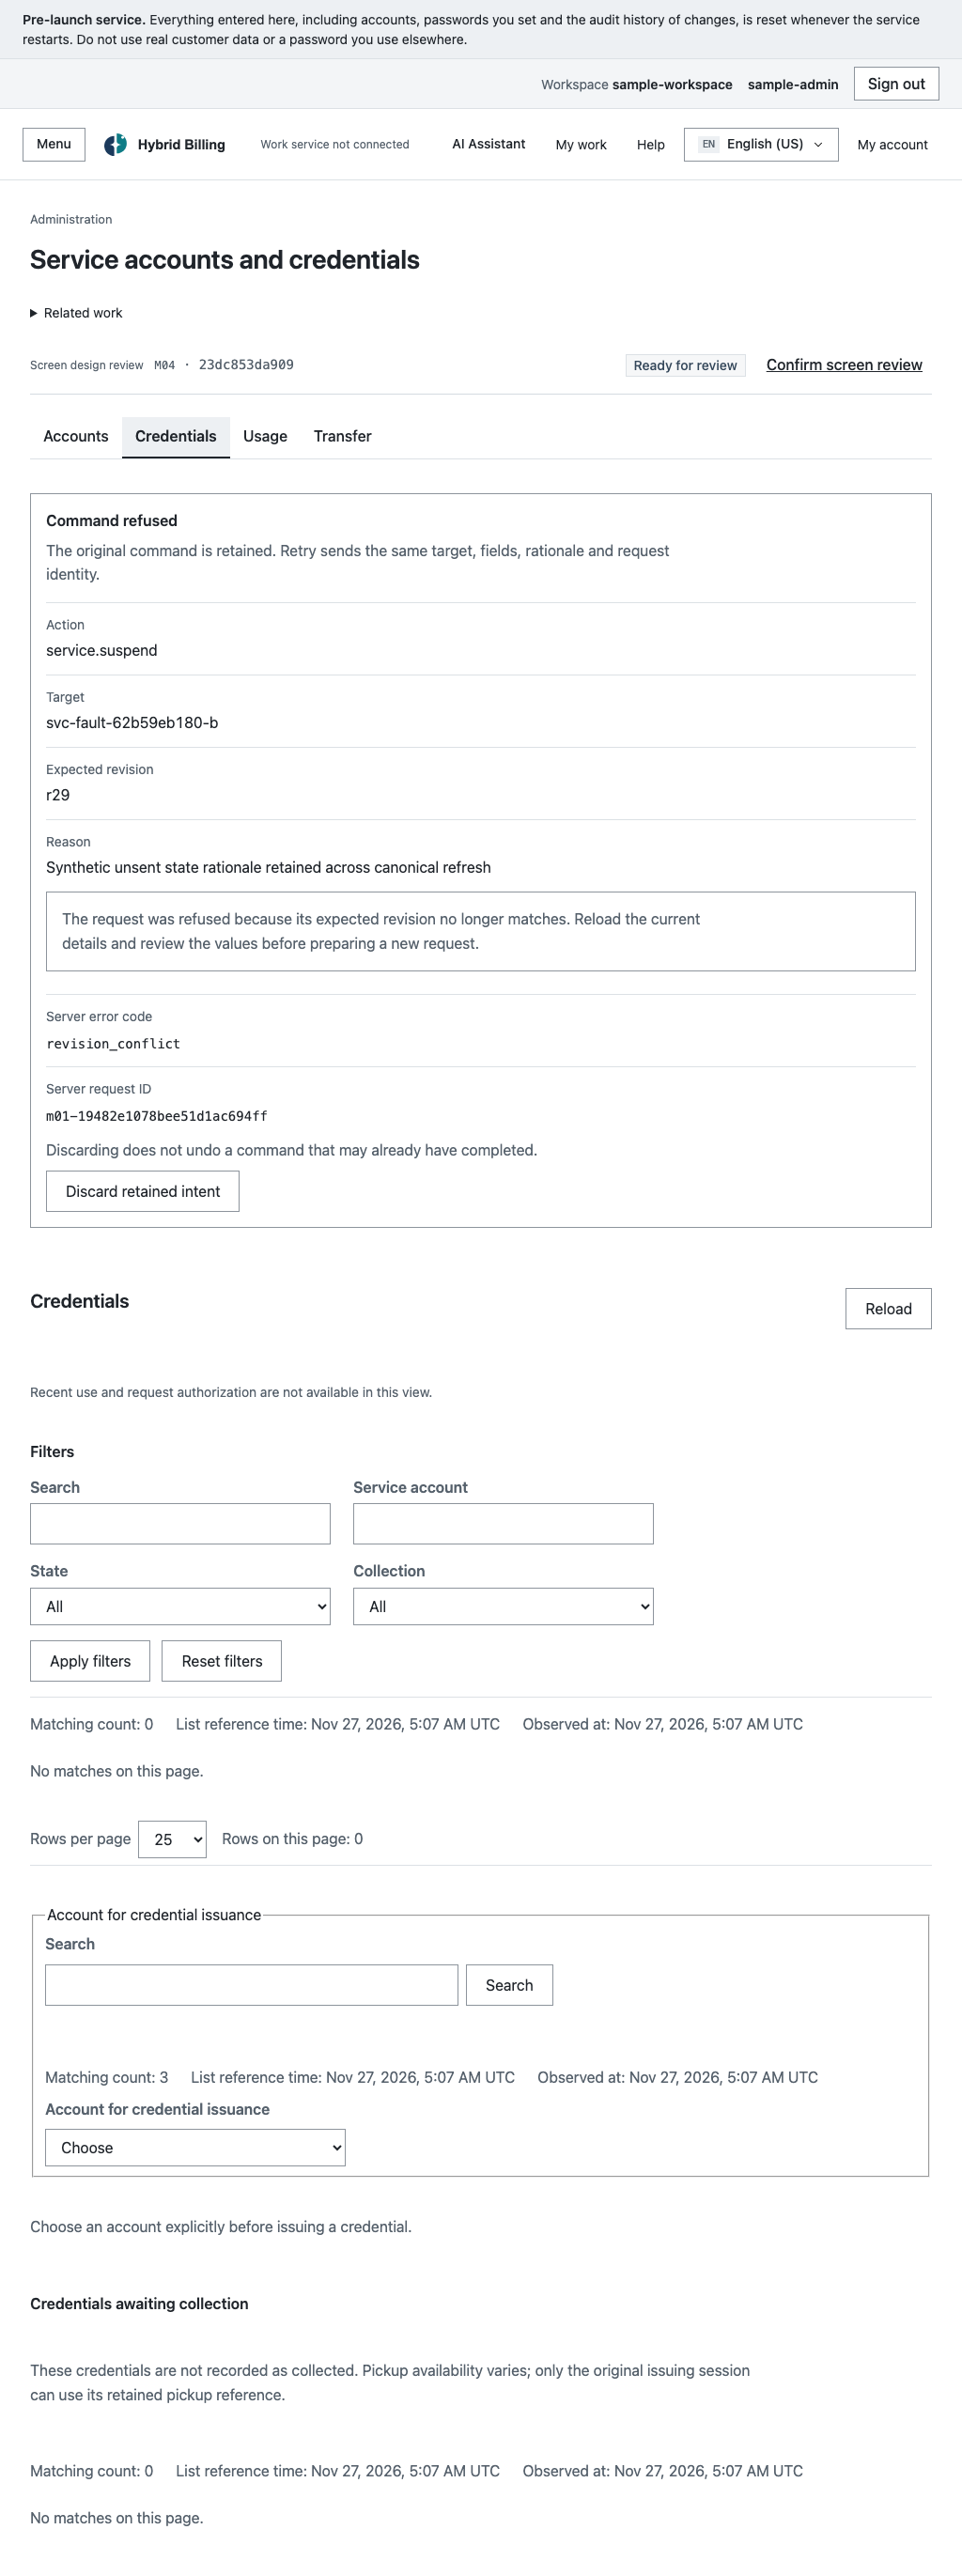 Pre-launch service. Everything entered here, including accounts, passwords you set and the audit history of changes, is reset whenever the service
restarts. Do not use real customer data or a password you use elsewhere.
Workspace sample-workspace sample-admin Sign out
Menu Hybrid Billing Work service not connected AI Assistant My work Help EN English (US) My account
Administration
Service accounts and credentials
Related work
Screen design review M04 · 23dc853da909 Ready for review Confirm screen review
Accounts Credentials Usage Transfer
Command refused
The original command is retained. Retry sends the same target, fields, rationale and request
identity.
Action
service.suspend
Target
svc-fault-62b59eb180-b
Expected revision
r29
Reason
Synthetic unsent state rationale retained across canonical refresh
The request was refused because its expected revision no longer matches. Reload the current
details and review the values before preparing a new request.
Server error code
revision_conflict
Server request ID
m01-19482e1078bee51d1ac694ff
Discarding does not undo a command that may already have completed.
Discard retained intent
Credentials Reload
Recent use and request authorization are not available in this view.
Filters
Search Service account
State Collection
All All
Apply filters Reset filters
Matching count: 0 List reference time: Nov 27, 2026, 5:07 AM UTC Observed at: Nov 27, 2026, 5:07 AM UTC
No matches on this page.
Rows per page 25 Rows on this page: 0
Account for credential issuance
Search
Search
Matching count: 3 List reference time: Nov 27, 2026, 5:07 AM UTC Observed at: Nov 27, 2026, 5:07 AM UTC
Account for credential issuance
Choose
Choose an account explicitly before issuing a credential.
Credentials awaiting collection
These credentials are not recorded as collected. Pickup availability varies; only the original issuing session
can use its retained pickup reference.
Matching count: 0 List reference time: Nov 27, 2026, 5:07 AM UTC Observed at: Nov 27, 2026, 5:07 AM UTC
No matches on this page.